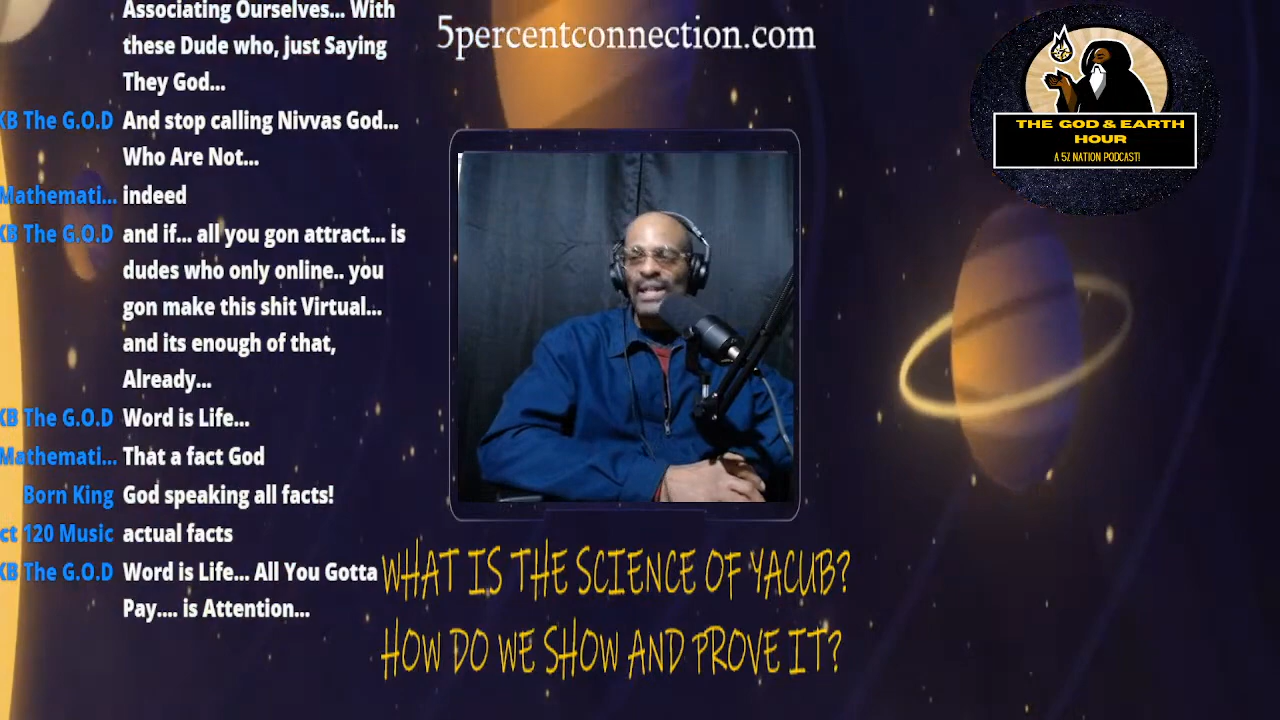 Associating Ourselves... With
these Dude who, just Saying
They God...
KB The G.O.D And stop calling Nivvas God...
Who Are Not...
Mathemati... indeed
KB The G.O.D and if... all you gon attract... is
dudes who only online.. you
gon make this shit Virtual...
and its enough of that,
Already...
KB The G.O.D Word is Life...
Mathemati... That a fact God
Born King God speaking all facts!
ct 120 Music actual facts
KB The G.O.D Word is Life... All You Gotta
Pay.... is Attention...
5percentconnection.com
THE GOD & EARTH
HOUR
A 5% NATION PODCAST!
WHAT IS THE SCIENCE OF YACUB?
HOW DO WE SHOW AND PROVE IT?